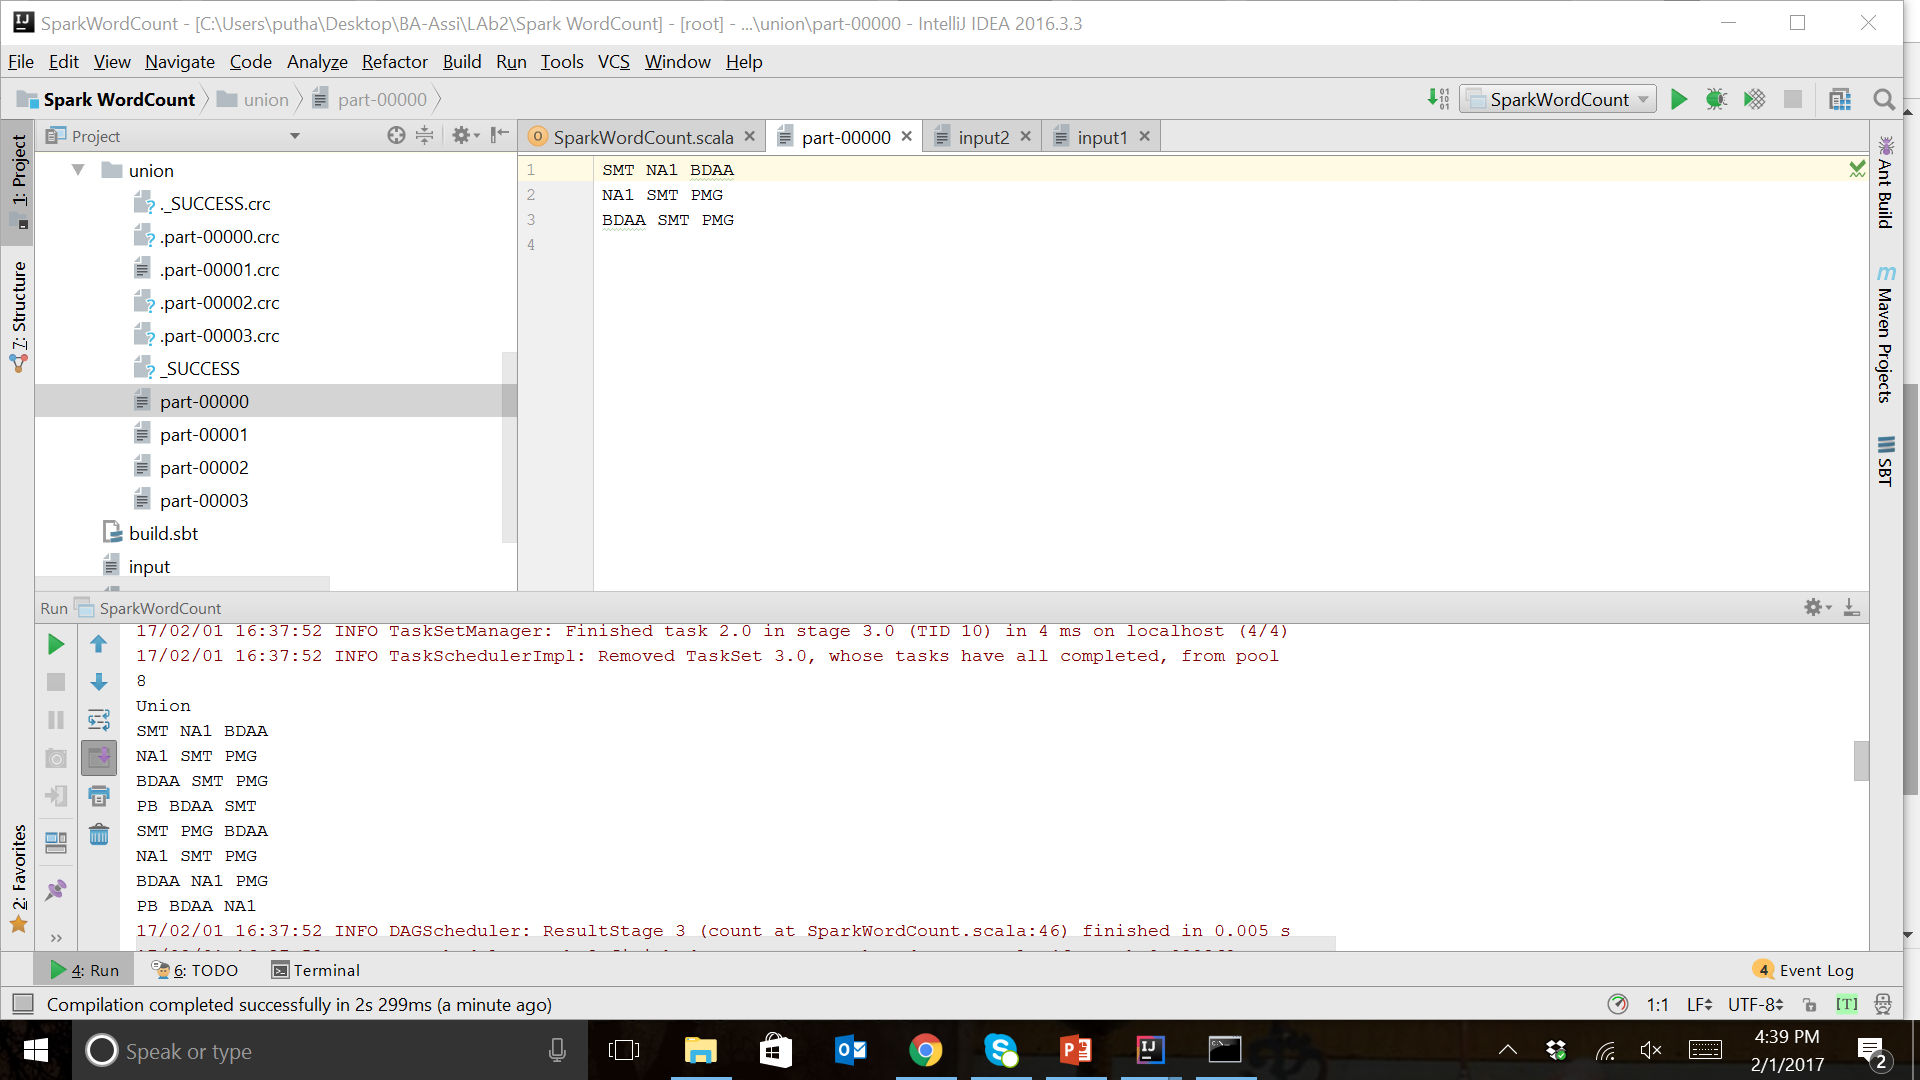 SparkWordCount - [C:\Users\putha\Desktop\BA-Assi\LAb2\Spark WordCount] - [root] - ...\union\part-00000 - IntelliJ IDEA 2016.3.3
File Edit View Navigate Code Analyze Refactor Build Run Tools VCS Window Help
Spark WordCount union part-00000 SparkWordCount
Project
SparkWordCount.scala part-00000 input2 input1
1: Project
7: Structure
2: Favorites
union
._SUCCESS.crc
.part-00000.crc
.part-00001.crc
.part-00002.crc
.part-00003.crc
_SUCCESS
part-00000
part-00001
part-00002
part-00003
build.sbt
input
1 SMT NA1 BDAA
2 NA1 SMT PMG
3 BDAA SMT PMG
4
Ant Build
Maven Projects
SBT
Run SparkWordCount
17/02/01 16:37:52 INFO TaskSetManager: Finished task 2.0 in stage 3.0 (TID 10) in 4 ms on localhost (4/4)
17/02/01 16:37:52 INFO TaskSchedulerImpl: Removed TaskSet 3.0, whose tasks have all completed, from pool
8
Union
SMT NA1 BDAA
NA1 SMT PMG
BDAA SMT PMG
PB BDAA SMT
SMT PMG BDAA
NA1 SMT PMG
BDAA NA1 PMG
PB BDAA NA1
17/02/01 16:37:52 INFO DAGScheduler: ResultStage 3 (count at SparkWordCount.scala:46) finished in 0.005 s
4: Run 6: TODO Terminal 4 Event Log
Compilation completed successfully in 2s 299ms (a minute ago) 1:1 LF UTF-8 [T]
Speak or type
4:39 PM
2/1/2017
2